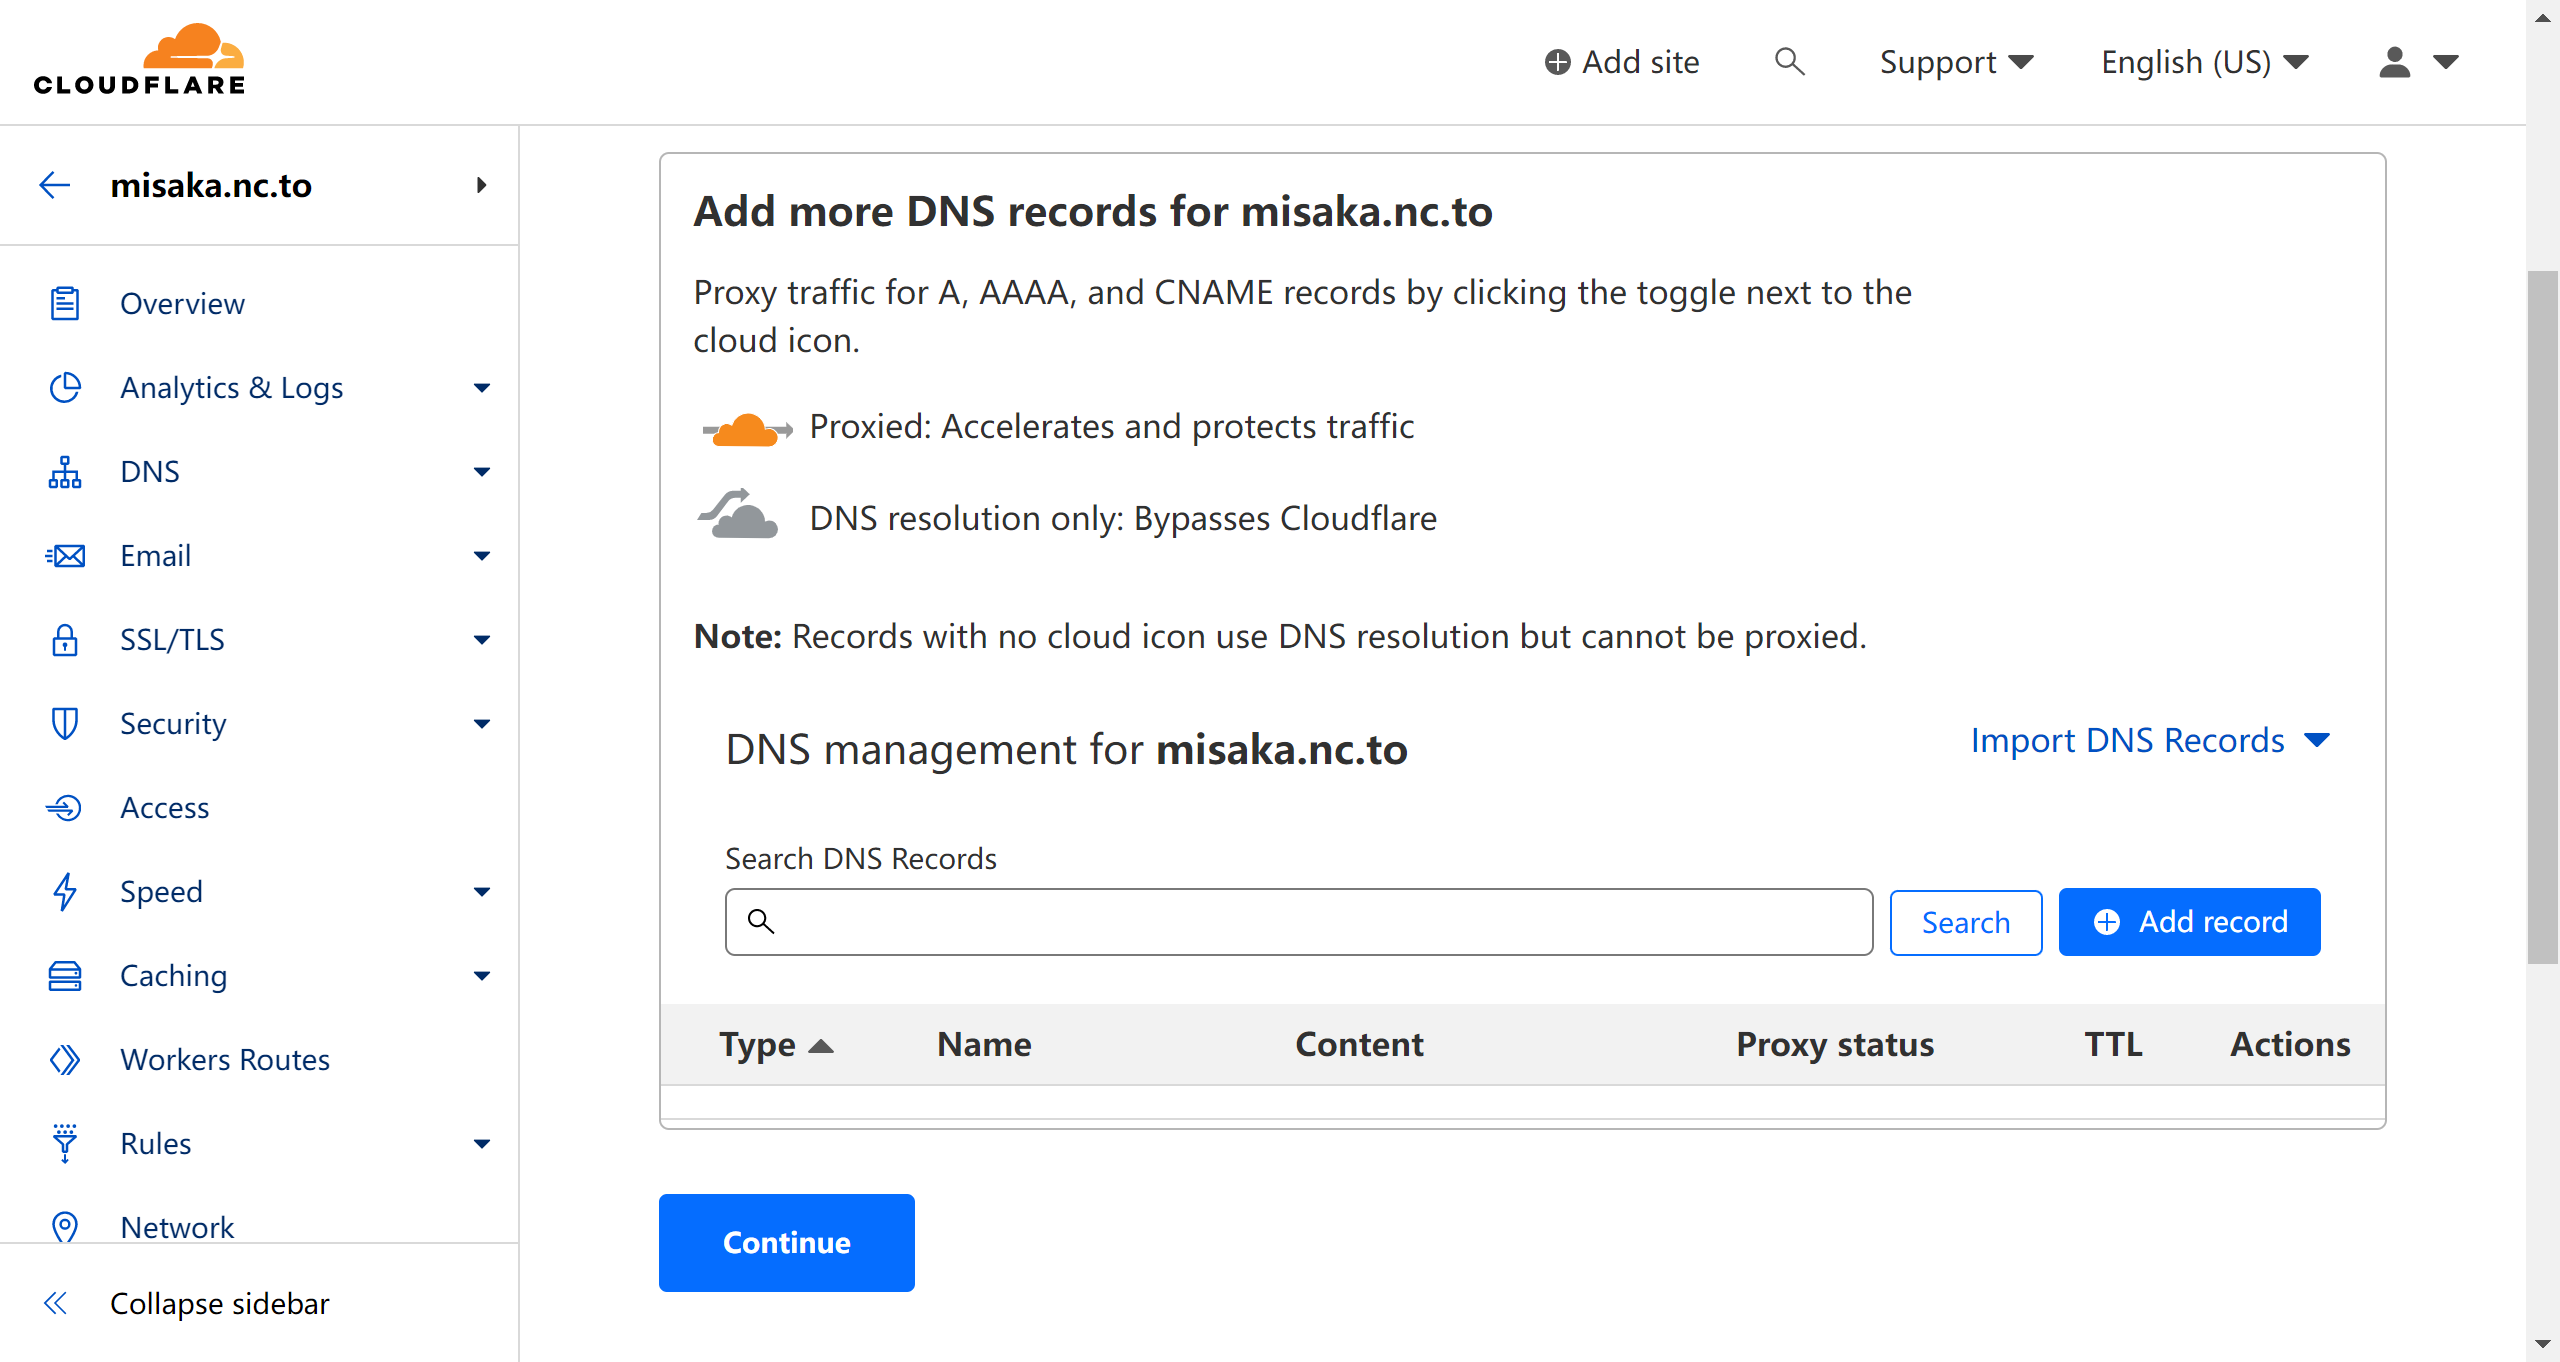 CLOUDFLARE
Add site
Support
English (US)
misaka.nc.to
Overview
Analytics & Logs
DNS
Email
SSL/TLS
Security
Access
Speed
Caching
Workers Routes
Rules
Network
Collapse sidebar
Add more DNS records for misaka.nc.to
Proxy traffic for A, AAAA, and CNAME records by clicking the toggle next to the
cloud icon.
Proxied: Accelerates and protects traffic
DNS resolution only: Bypasses Cloudflare
Note: Records with no cloud icon use DNS resolution but cannot be proxied.
DNS management for misaka.nc.to
Import DNS Records
Search DNS Records
Search
Add record
Type Name Content Proxy status TTL Actions
Continue